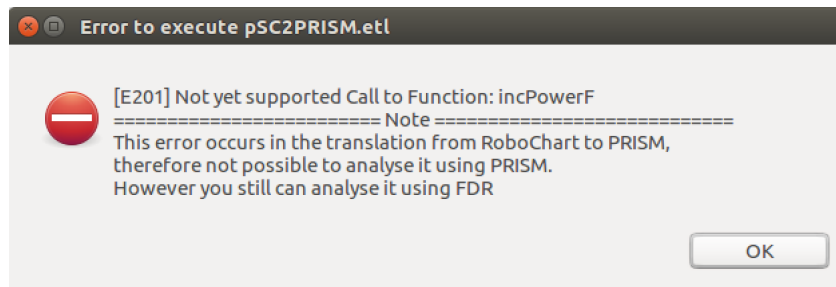 Error to execute pSC2PRISM.etl
[E201] Not yet supported Call to Function: incPowerF
========================= Note ============================
This error occurs in the translation from RoboChart to PRISM,
therefore not possible to analyse it using PRISM.
However you still can analyse it using FDR
OK